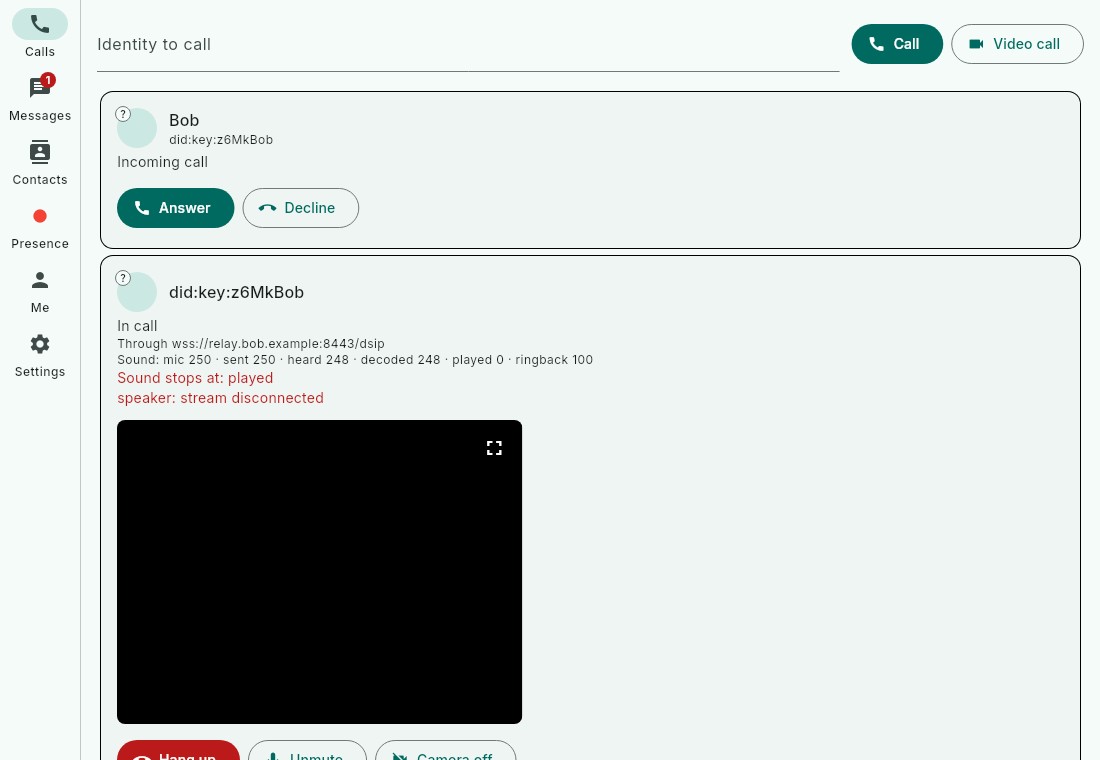 Calls
1
Messages
Contacts
Presence
Me
Settings
Identity to call
Call
Video call
?
Bob
did:key:z6MkBob
Incoming call
Answer
Decline
?
did:key:z6MkBob
In call
Through wss://relay.bob.example:8443/dsip
Sound: mic 250 · sent 250 · heard 248 · decoded 248 · played 0 · ringback 100
Sound stops at: played
speaker: stream disconnected
Hang up
Unmute
Camera off